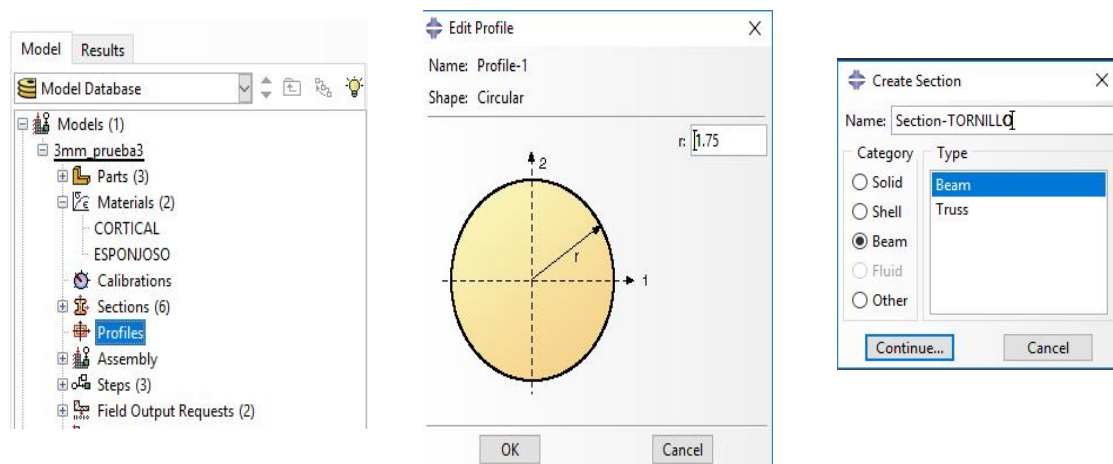 Model Results
Model Database
Models (1)
3mm_prueba3
Parts (3)
Materials (2)
CORTICAL
ESPONJOSO
Calibrations
Sections (6)
Profiles
Assembly
Steps (3)
Field Output Requests (2)
Edit Profile X
Name: Profile-1
Shape: Circular
r: 1.75
2
r
1
OK Cancel
Create Section X
Name: Section-TORNILLO
Category Type
Solid
Shell
Beam
Fluid
Other
Beam
Truss
Continue... Cancel